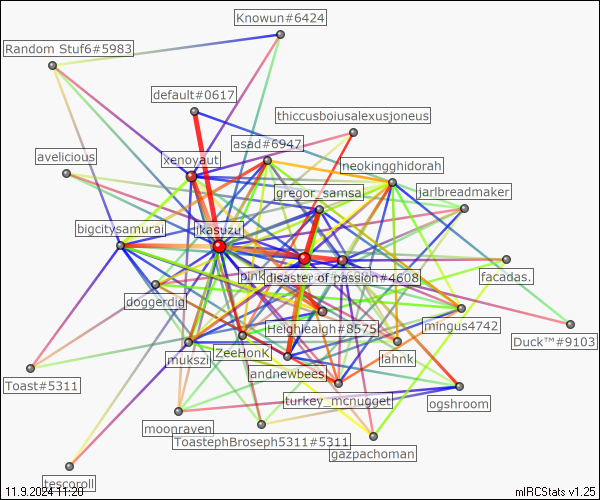 Knowun#6424
Random Stuf6#5983
default#0617
thiccusboiusalexusjoneus
asad#6947
avelicious
xenoyaut
neokingghidorah
gregor_samsa
jarlbreadmaker
bigcitysamurai
jikasuzu
pink
disaster of passion#4608
facadas.
doggerdig
Heighleaigh#8575
mingus4742
Duck™#9103
mukszi
ZeeHonK
lahnk
andnewbees
Toast#5311
turkey_mcnugget
ogshroom
moonraven
ToastephBroseph5311#5311
gazpachoman
tescoroll
11.9.2024 11:20
mIRCStats v1.25